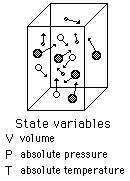 State variables
V volume
P absolute pressure
T absolute temperature